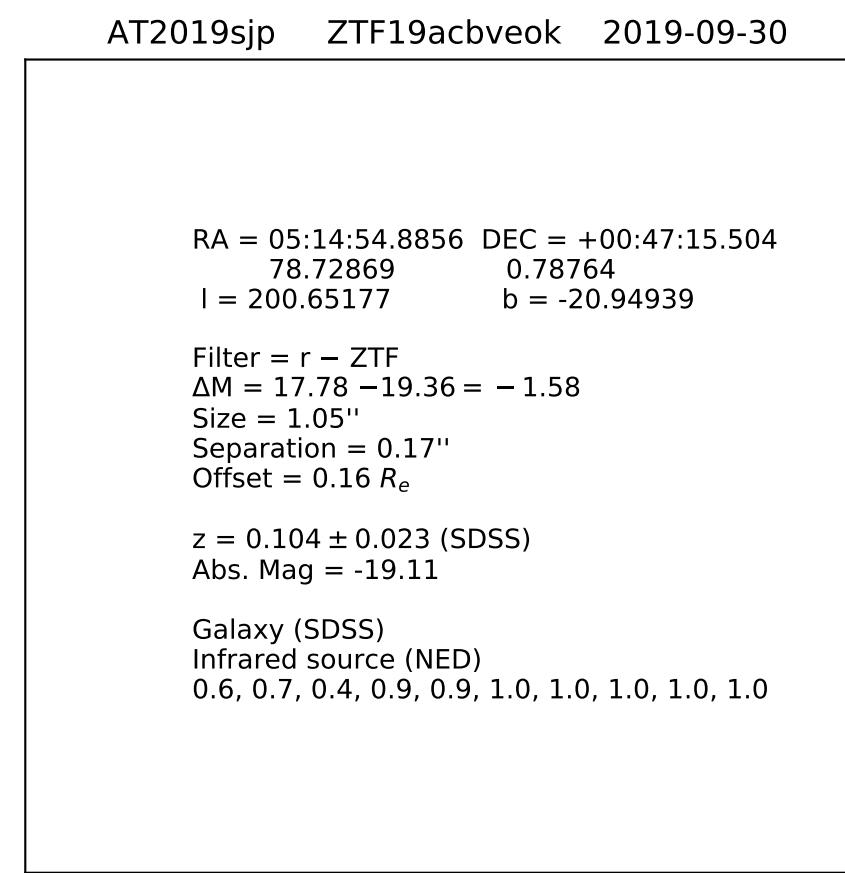 AT2019sjp ZTF19acbveok 2019-09-30
RA = 05:14:54.8856 DEC = +00:47:15.504
78.72869 0.78764
l = 200.65177 b = -20.94939
Filter = r − ZTF
ΔM = 17.78 −19.36 = − 1.58
Size = 1.05''
Separation = 0.17''
Offset = 0.16 Re
z = 0.104 ± 0.023 (SDSS)
Abs. Mag = -19.11
Galaxy (SDSS)
Infrared source (NED)
0.6, 0.7, 0.4, 0.9, 0.9, 1.0, 1.0, 1.0, 1.0, 1.0